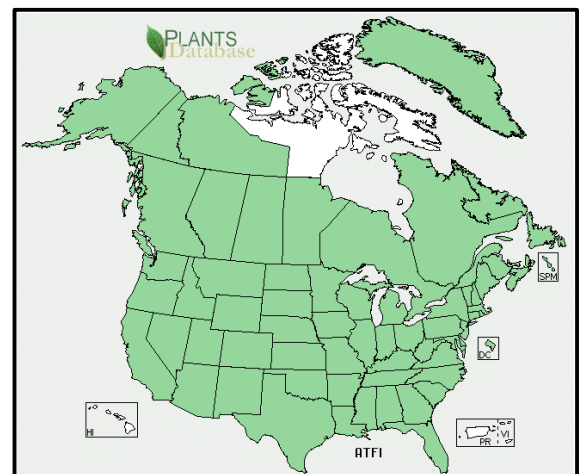 PLANTS
Database
SPM
DC
HI
PR
VI
ATFI